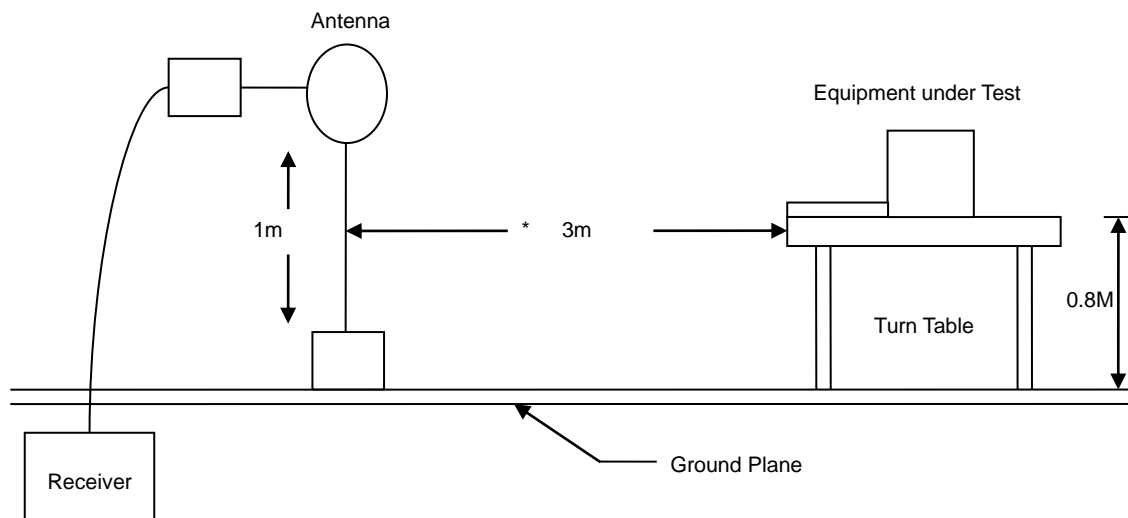 Antenna
Equipment under Test
1m
* 3m
0.8M
Turn Table
Ground Plane
Receiver